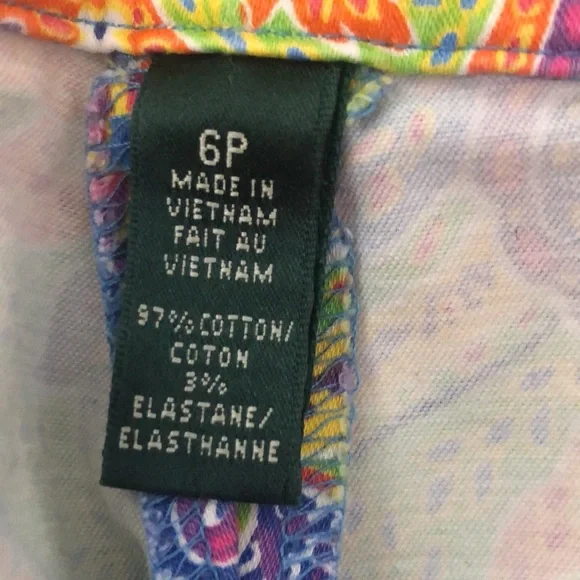 6P
MADE IN
VIETNAM
FAIT AU
VIETNAM
97% COTTON/
COTON
3%
ELASTANE/
ELASTHANNE